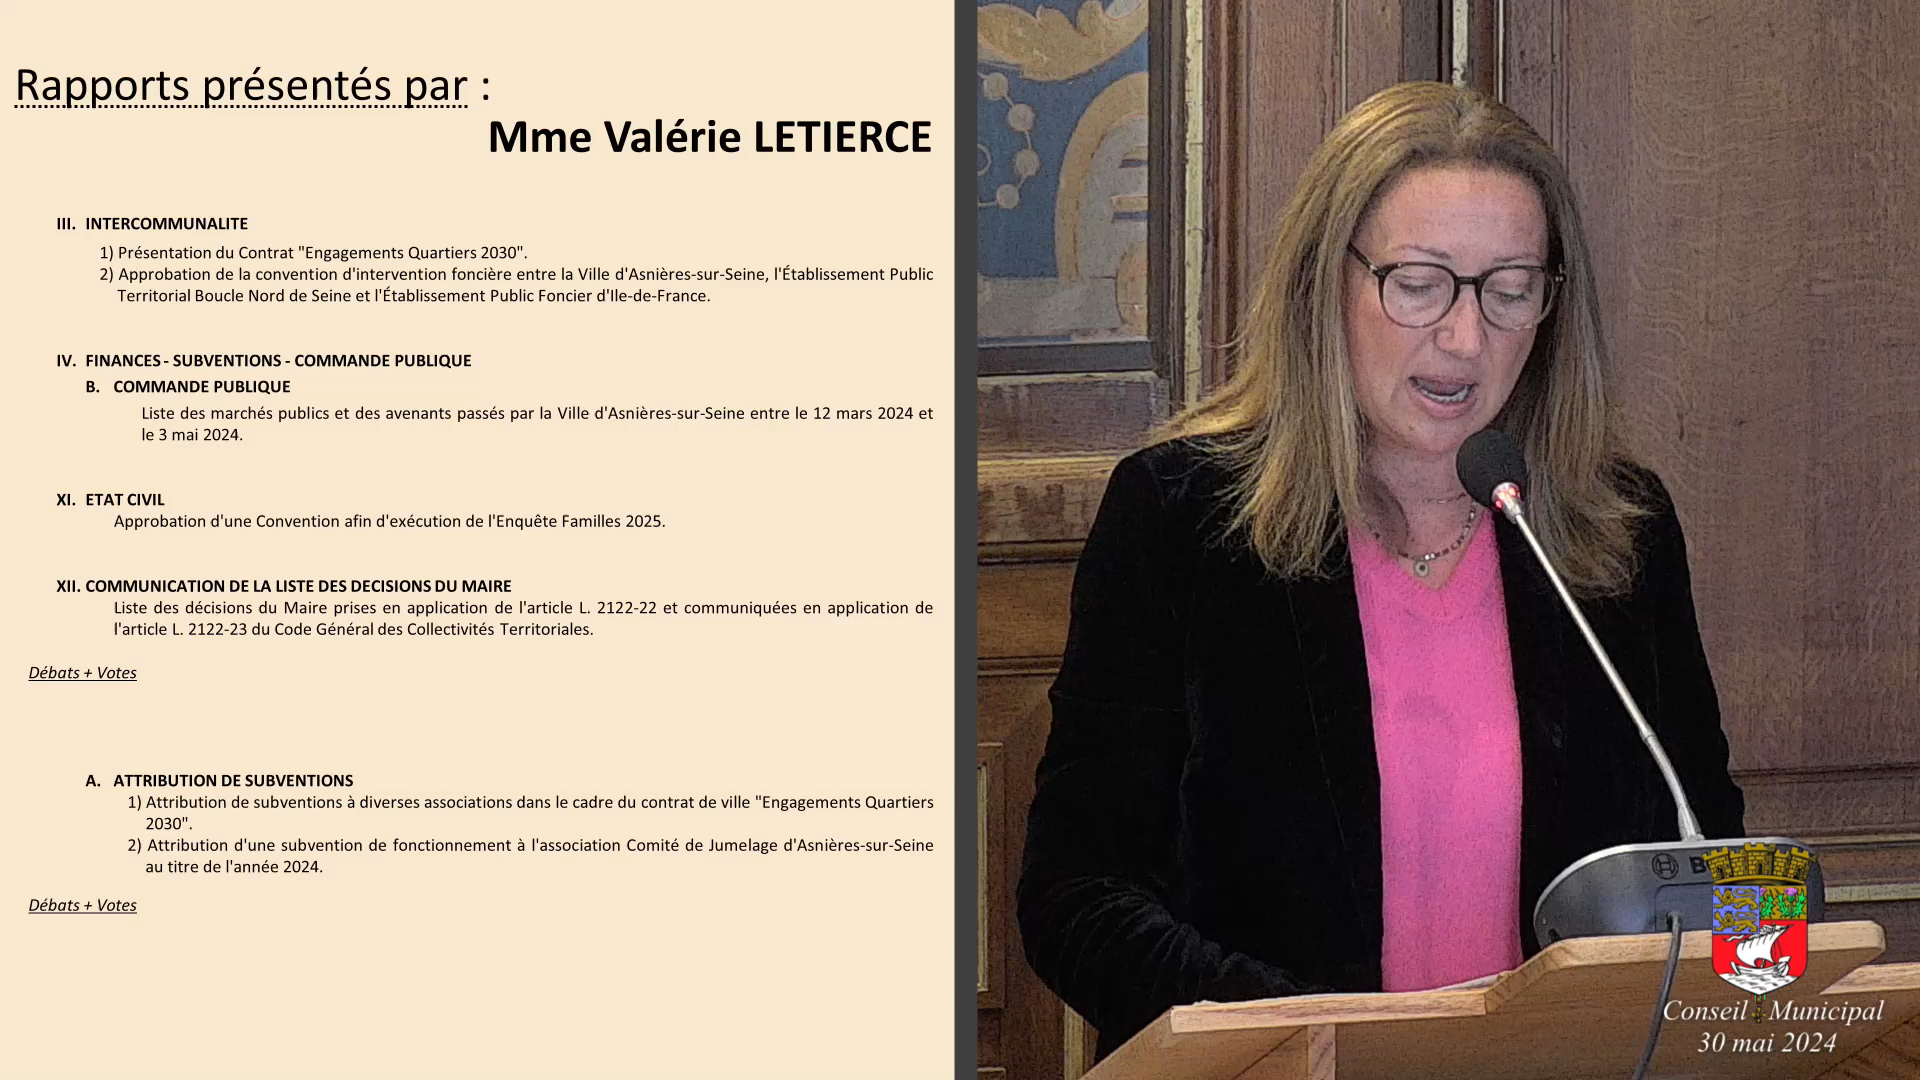 Rapports présentés par :
Mme Valérie LETIERCE
III. INTERCOMMUNALITE
1) Présentation du Contrat "Engagements Quartiers 2030".
2) Approbation de la convention d'intervention foncière entre la Ville d'Asnières-sur-Seine, l'Établissement Public
Territorial Boucle Nord de Seine et l'Établissement Public Foncier d'Ile-de-France.
IV. FINANCES - SUBVENTIONS - COMMANDE PUBLIQUE
B. COMMANDE PUBLIQUE
Liste des marchés publics et des avenants passés par la Ville d'Asnières-sur-Seine entre le 12 mars 2024 et
le 3 mai 2024.
XI. ETAT CIVIL
Approbation d'une Convention afin d'exécution de l'Enquête Familles 2025.
XII. COMMUNICATION DE LA LISTE DES DECISIONS DU MAIRE
Liste des décisions du Maire prises en application de l'article L. 2122-22 et communiquées en application de
l'article L. 2122-23 du Code Général des Collectivités Territoriales.
Débats + Votes
A. ATTRIBUTION DE SUBVENTIONS
1) Attribution de subventions à diverses associations dans le cadre du contrat de ville "Engagements Quartiers
2030".
2) Attribution d'une subvention de fonctionnement à l'association Comité de Jumelage d'Asnières-sur-Seine
au titre de l'année 2024.
Débats + Votes
Conseil Municipal
30 mai 2024